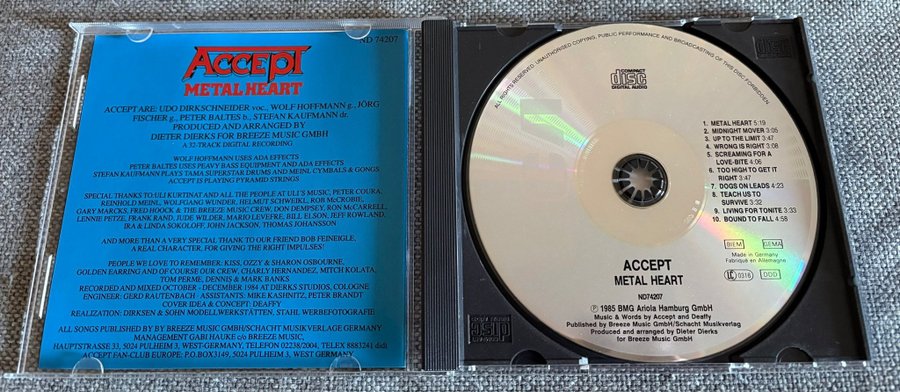 ND 74207
ACCEPT
METAL HEART
ACCEPT ARE: UDO DIRKSCHNEIDER voc., WOLF HOFFMANN g., JÖRG
FISCHER g., PETER BALTES b., STEFAN KAUFMANN dr.
PRODUCED AND ARRANGED BY
DIETER DIERKS FOR BREEZE MUSIC GMBH
A 32-TRACK DIGITAL RECORDING
WOLF HOFFMANN USES ADA EFFECTS
PETER BALTES USES PEAVY BASS EQUIPMENT AND ADA EFFECTS
STEFAN KAUFMANN PLAYS TAMA SUPERSTAR DRUMS AND MEINL CYMBALS & GONGS
ACCEPT IS PLAYING PYRAMID STRINGS
SPECIAL THANKS TO: ULI KURTINAT AND ALL THE PEOPLE AT ULI'S MUSIC, PETER COURA,
REINHOLD MEINL, WOLFGANG WUNDER, HELMUT SCHWEIKL, ROB McCROBIE,
GARY MARCKS, FRED HOOCK & THE BREEZE MUSIC CREW, DON DEMPSEY, RON McCARRELL,
LENNIE PETZE, FRANK RAND, JUDE WILDER, MARIO LEVEFRE, BILL ELSON, JEFF ROWLAND,
IRA & LINDA SOKOLOFF, JOHN JACKSON, THOMAS JOHANSSON
AND MORE THAN A VERY SPECIAL THANK TO OUR FRIEND BOB FEINEIGLE,
A REAL CHARACTER, FOR GIVING THE RIGHT IMPULSES!
PEOPLE WE LOVE TO REMEMBER: KISS, OZZY & SHARON OSBOURNE,
GOLDEN EARRING AND OF COURSE OUR CREW, CHARLY HERNANDEZ, MITCH KOLATA,
TOM PERME, DENNIS & MARK BANKS.
RECORDED AND MIXED OCTOBER - DECEMBER 1984 AT DIERKS STUDIOS, COLOGNE
ENGINEER: GERD RAUTENBACH - ASSISTANTS: MIKE KASHNITZ, PETER BRANDT
COVER IDEA & CONCEPT: DEAFFY
REALIZATION: DIRKSEN & SOHN MODELLWERKSTÄTTEN, STAHL WERBEFOTOGRAFIE
ALL SONGS PUBLISHED BY BY BREEZE MUSIC GMBH/SCHACHT MUSIKVERLAGE GERMANY
MANAGEMENT GABI HAUKE c/o BREEZE MUSIC,
HAUPTSTRASSE 33, 5024 PULHEIM 3, WEST-GERMANY, TELEFON 02238/2004, TELEX 8883241 didi
ACCEPT FAN-CLUB EUROPE: P.O.BOX 3149, 5024 PULHEIM 3, WEST GERMANY
ALL RIGHTS RESERVED. UNAUTHORISED COPYING, PUBLIC PERFORMANCE AND BROADCASTING OF THIS DISC FORBIDDEN
COMPACT
disc
DIGITAL AUDIO
1. METAL HEART 5:19
2. MIDNIGHT MOVER 3:05
3. UP TO THE LIMIT
4. WRONG IS RIGHT 3:08
5. SCREAMING FOR A
LOVE-BITE 4:06
6. TOO HIGH TO GET IT
RIGHT 3:47
7. DOGS ON LEADS 4:23
8. TEACH US TO
SURVIVE 3:32
9. LIVING FOR TONITE 3:33
10. BOUND TO FALL 4:58
BIEM
GEMA
Made in Germany
Fabriqué en Allemagne
LC 0316
DDD
ACCEPT
METAL HEART
ND74207
℗ 1985 BMG Ariola Hamburg GmbH
Music & Words by Accept and Deaffy
Published by Breeze Music GmbH/Schacht Musikverlag
Produced and arranged by Dieter Dierks
for Breeze Music GmbH